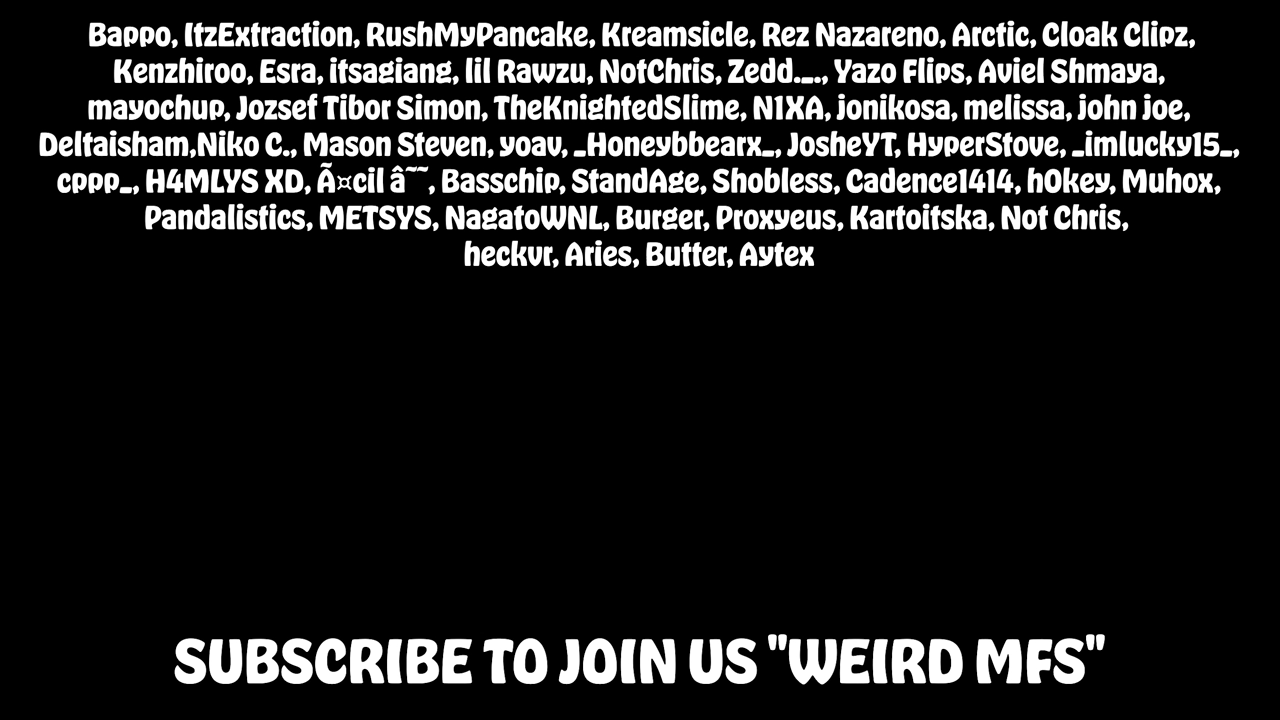 Bappo, ItzExtraction, RushMyPancake, Kreamsicle, Rez Nazareno, Arctic, Cloak Clipz,
Kenzhiroo, Esra, itsagiang, lil Rawzu, NotChris, Zedd._., Yazo Flips, Aviel Shmaya,
mayochup, Jozsef Tibor Simon, TheKnightedSlime, N1XA, jonikosa, melissa, john joe,
Deltaisham,Niko C., Mason Steven, yoav, _Honeybbearx_, JosheYT, HyperStove, _imlucky15_,
cppp_, H4MLYS XD, Ã¤cil â˜˜, Basschip, StandAge, Shobless, Cadence1414, h0key, Muhox,
Pandalistics, METSYS, NagatoWNL, Burger, Proxyeus, Kartoitska, Not Chris,
heckvr, Aries, Butter, Aytex
SUBSCRIBE TO JOIN US "WEIRD MFS"